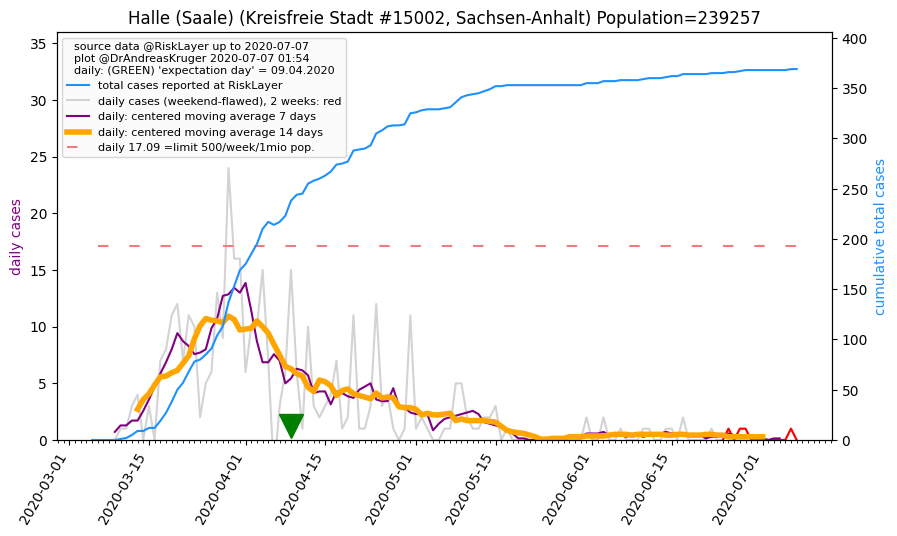 Halle (Saale) (Kreisfreie Stadt #15002, Sachsen-Anhalt) Population=239257
source data @RiskLayer up to 2020-07-07
plot @DrAndreasKruger 2020-07-07 01:54
daily: (GREEN) 'expectation day' = 09.04.2020
total cases reported at RiskLayer
daily cases (weekend-flawed), 2 weeks: red
daily: centered moving average 7 days
daily: centered moving average 14 days
daily 17.09 =limit 500/week/1mio pop.
daily cases
35
30
25
20
15
10
5
0
cumulative total cases
400
350
300
250
200
150
100
50
0
2020-03-01
2020-03-15
2020-04-01
2020-04-15
2020-05-01
2020-05-15
2020-06-01
2020-06-15
2020-07-01